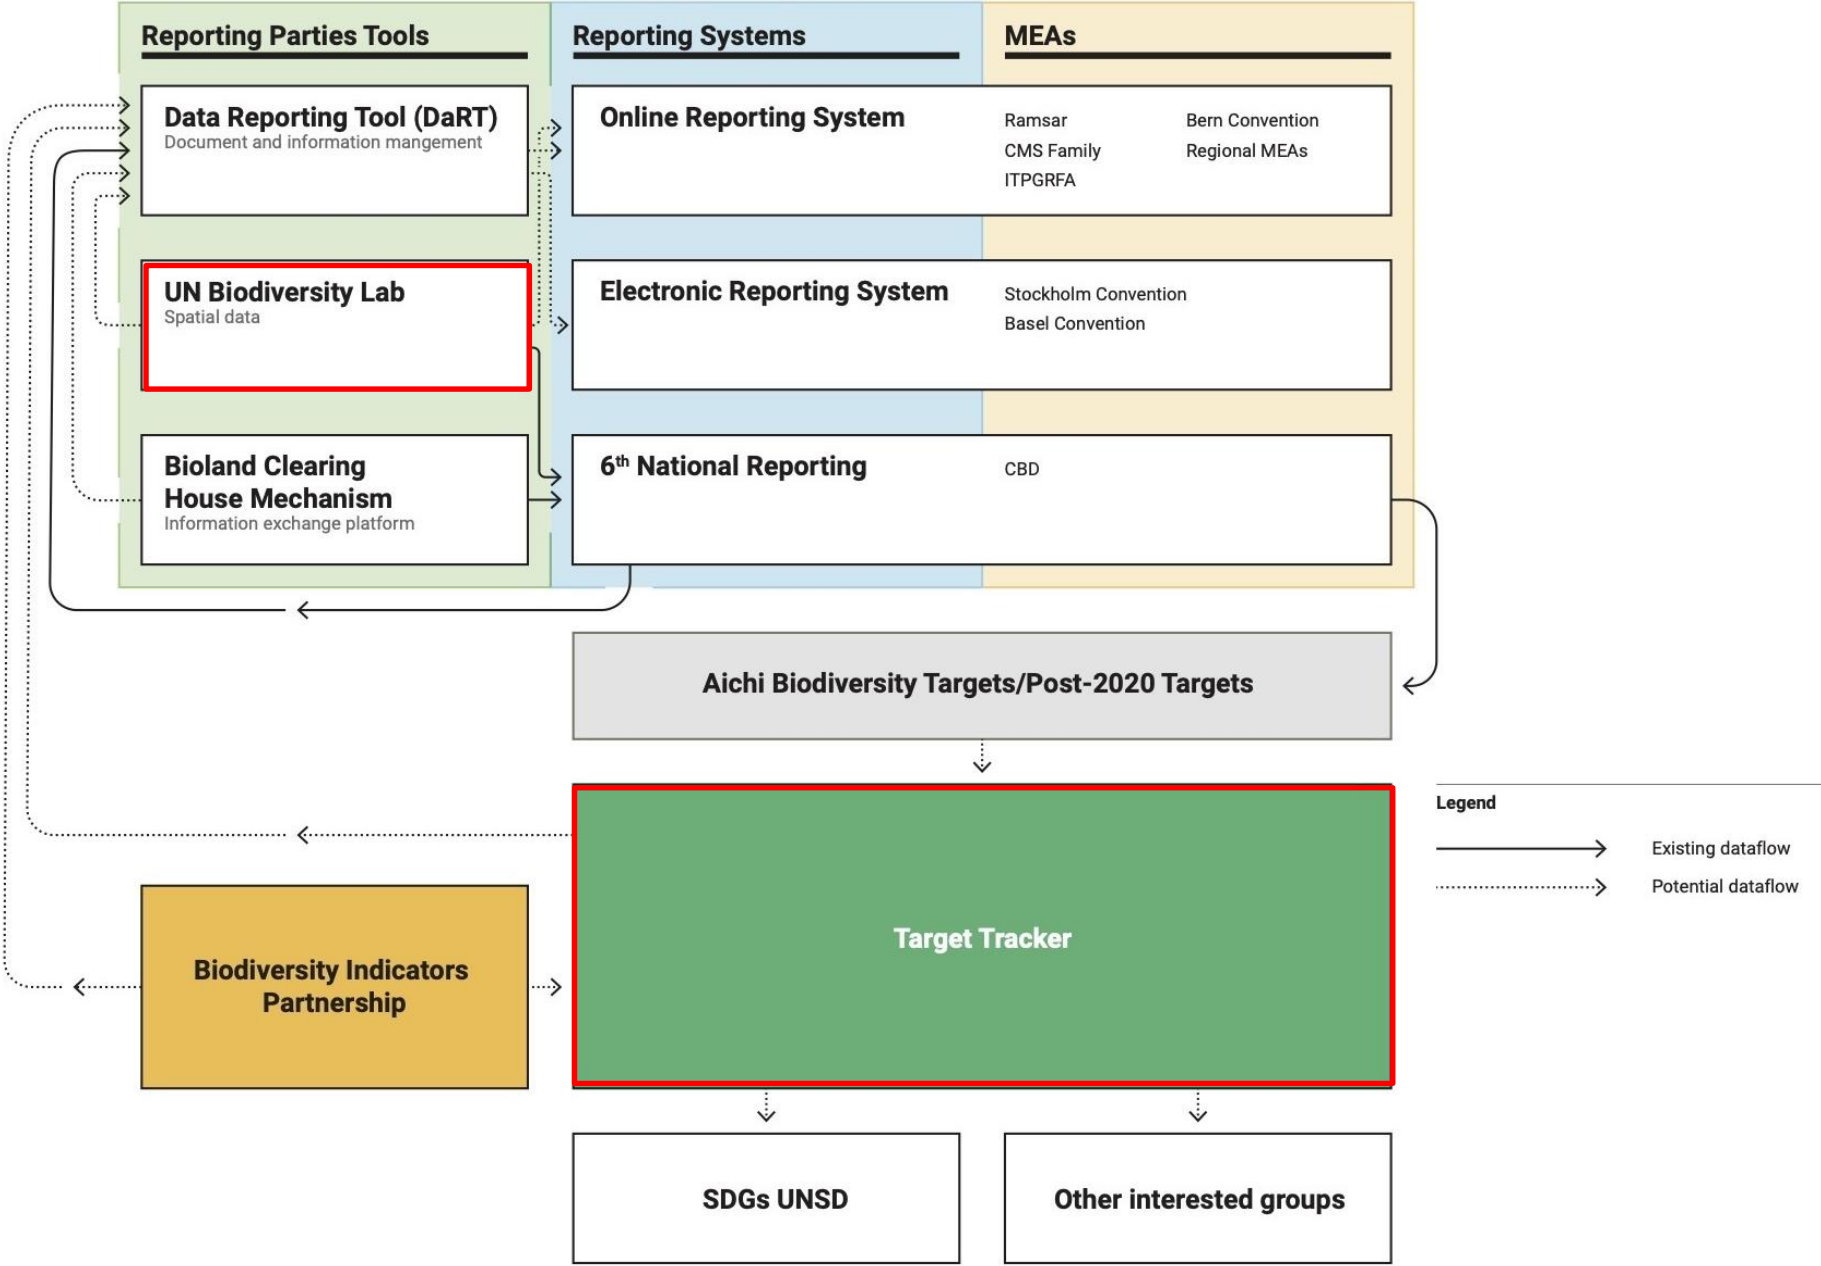 Reporting Parties Tools
Reporting Systems
MEAs
Data Reporting Tool (DaRT)
Document and information mangement
Online Reporting System
Ramsar
CMS Family
ITPGRFA
Bern Convention
Regional MEAs
UN Biodiversity Lab
Spatial data
Electronic Reporting System
Stockholm Convention
Basel Convention
Bioland Clearing
House Mechanism
Information exchange platform
6th National Reporting
CBD
Aichi Biodiversity Targets/Post-2020 Targets
Legend
Existing dataflow
Potential dataflow
Target Tracker
Biodiversity Indicators
Partnership
SDGs UNSD
Other interested groups